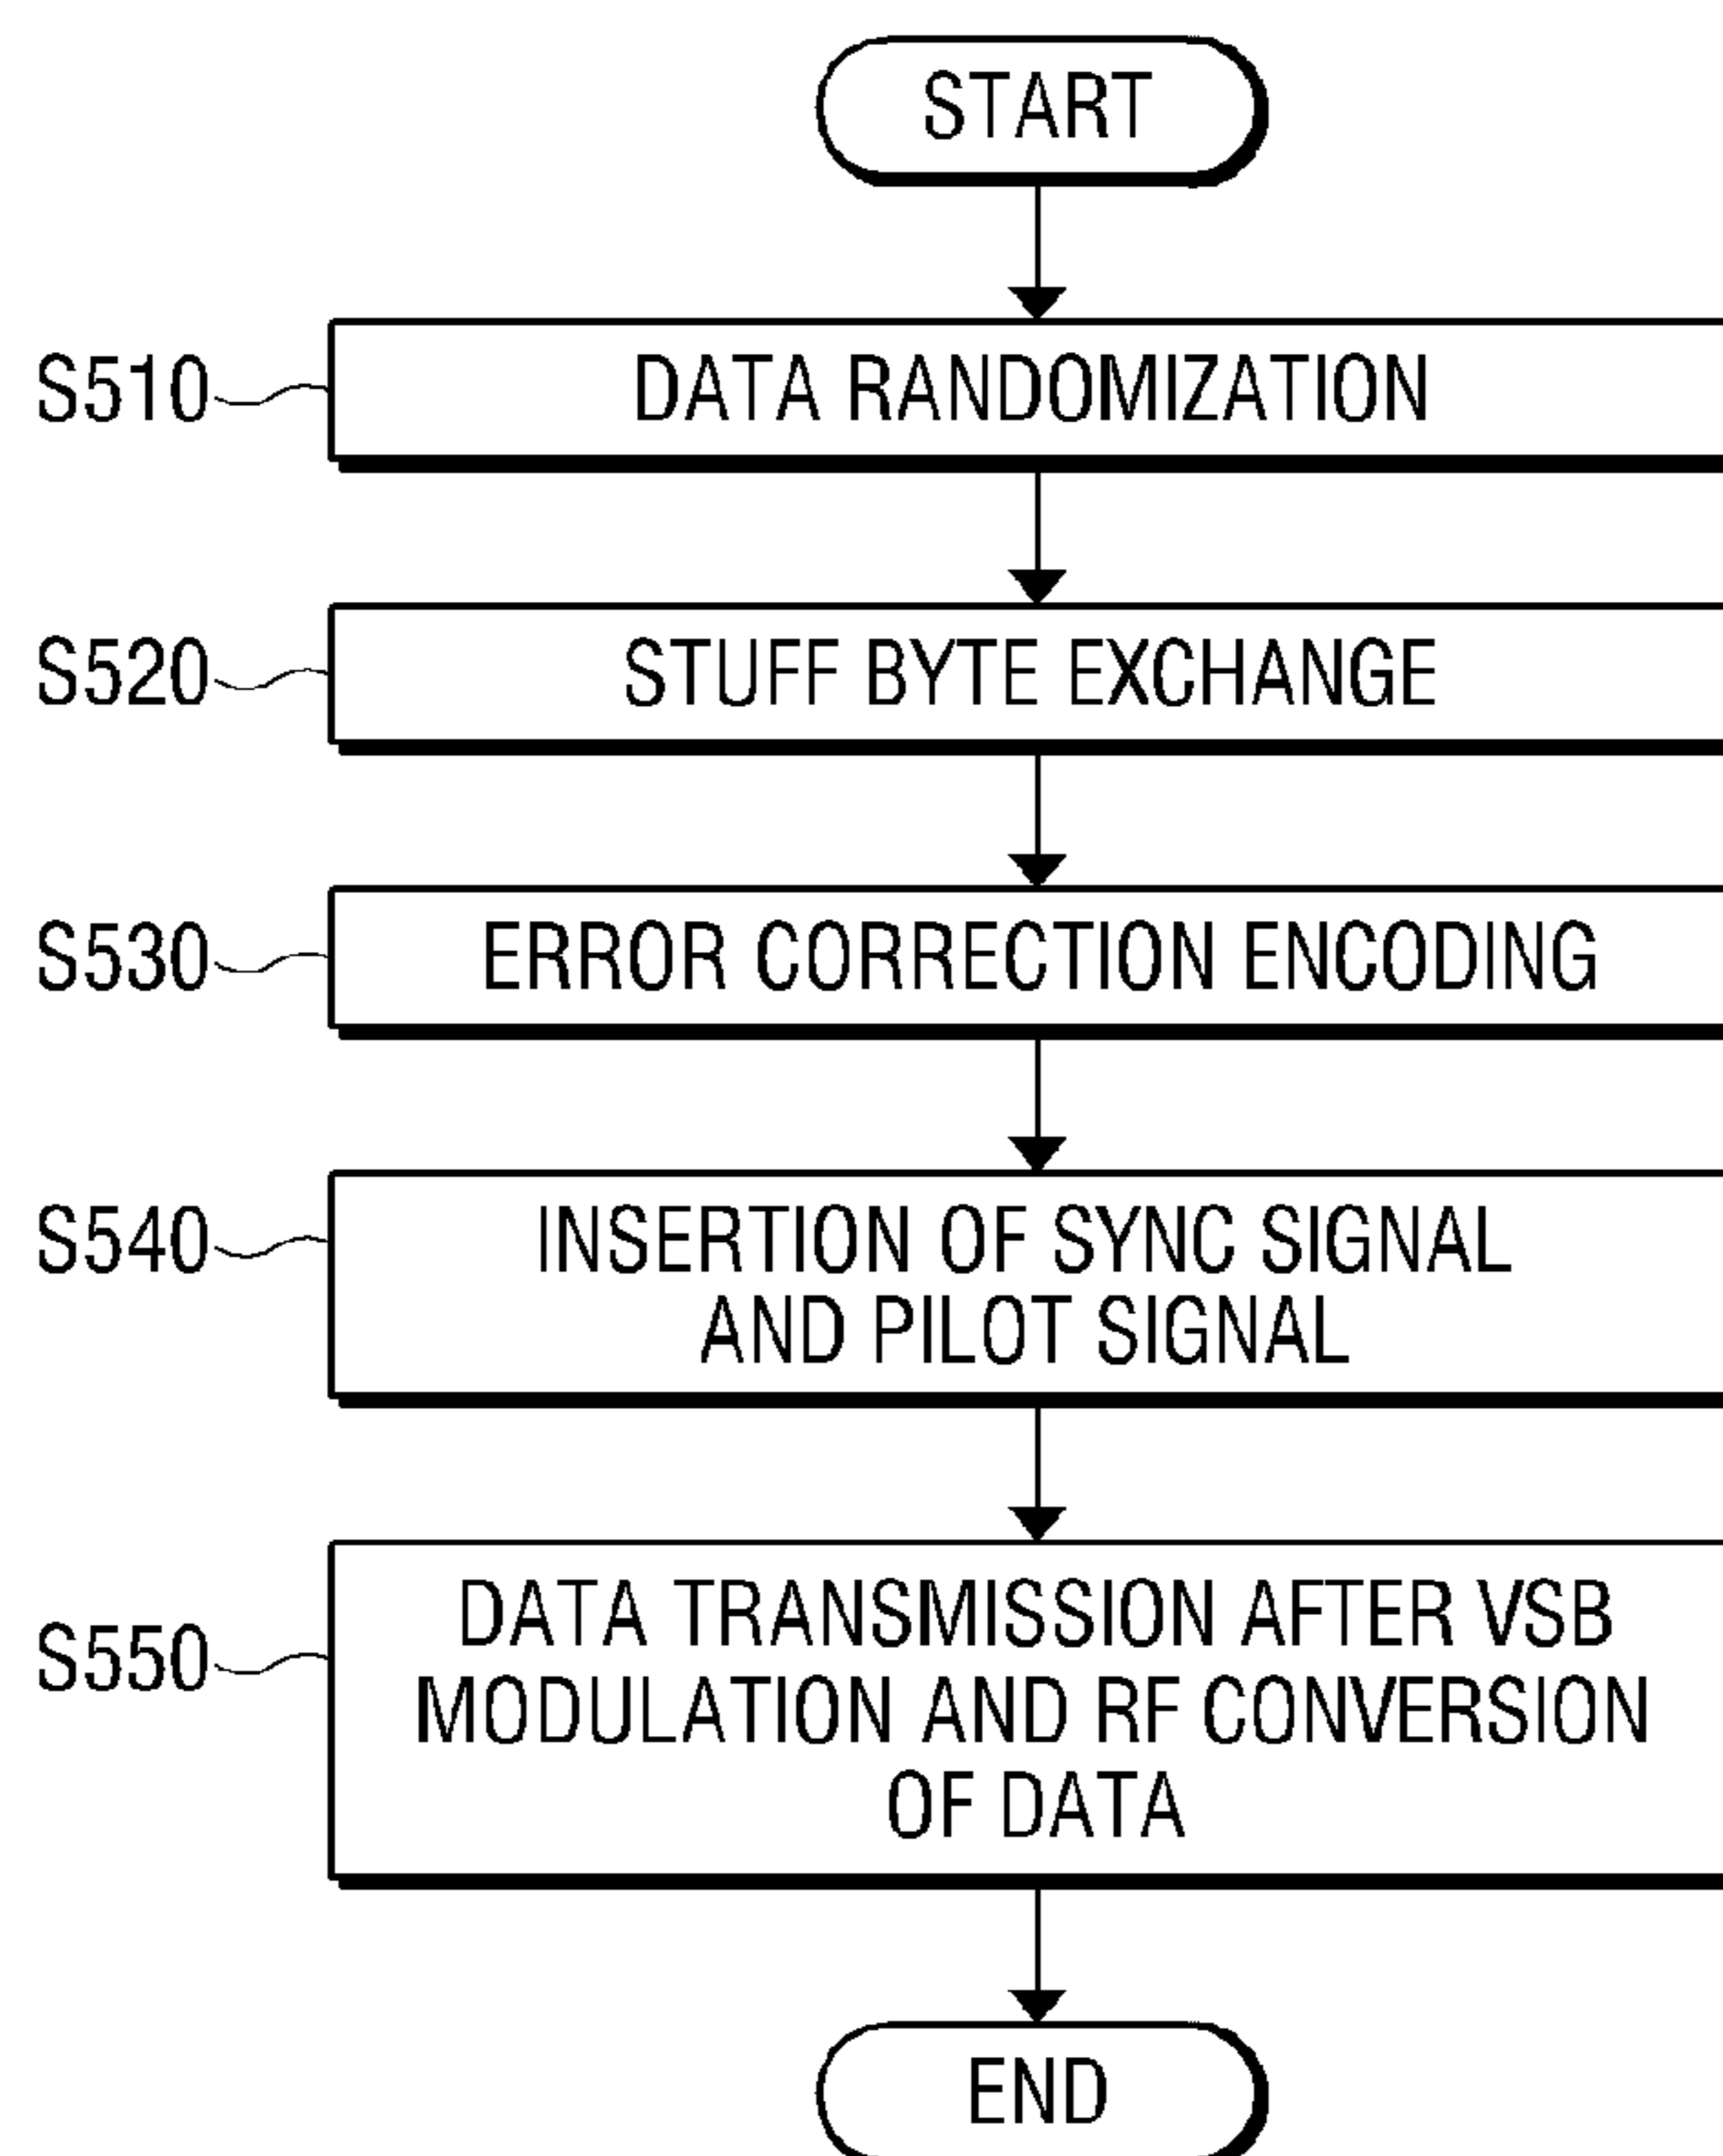 START
S510
DATA RANDOMIZATION
S520
STUFF BYTE EXCHANGE
S530
ERROR CORRECTION ENCODING
S540
INSERTION OF SYNC SIGNAL
AND PILOT SIGNAL
S550
DATA TRANSMISSION AFTER VSB
MODULATION AND RF CONVERSION
OF DATA
END